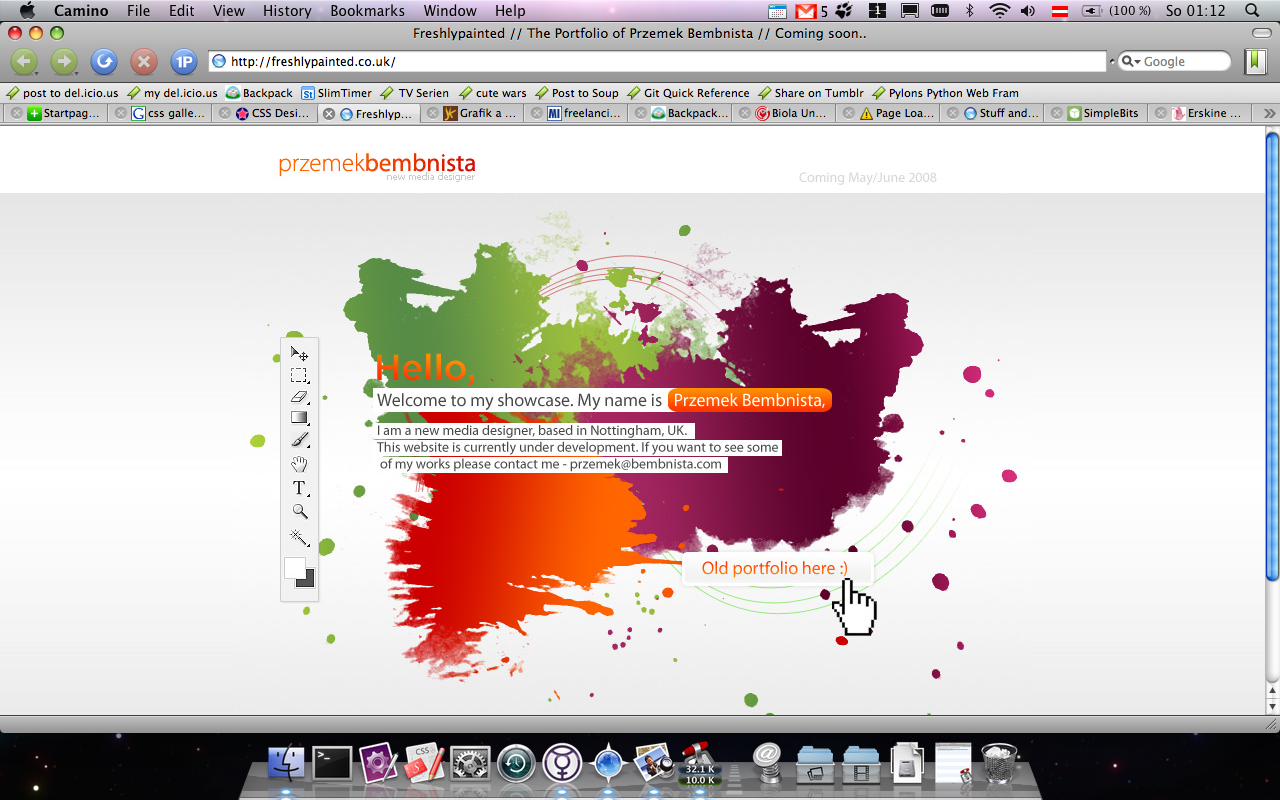 Camino File Edit View History Bookmarks Window Help 5 1 (100 %) So 01:12
Freshlypainted // The Portfolio of Przemek Bembnista // Coming soon..
1P http://freshlypainted.co.uk/ Google
post to del.icio.us my del.icio.us Backpack St SlimTimer TV Serien cute wars Post to Soup Git Quick Reference Share on Tumblr Pylons Python Web Fram
Startpag... G css galle... CSS Desi... Freshlyp... Grafik a ... MI freelanci... Backpack... Biola Un... Page Loa... Stuff and... SimpleBits Erskine ...
przemekbembnista
new media designer
Coming May/June 2008
Hello,
Welcome to my showcase. My name is Przemek Bembnista,
I am a new media designer, based in Nottingham, UK.
This website is currently under development. If you want to see some
of my works please contact me - przemek@bembnista.com
T
Old portfolio here :)
CSS
32.1 K
10.0 K